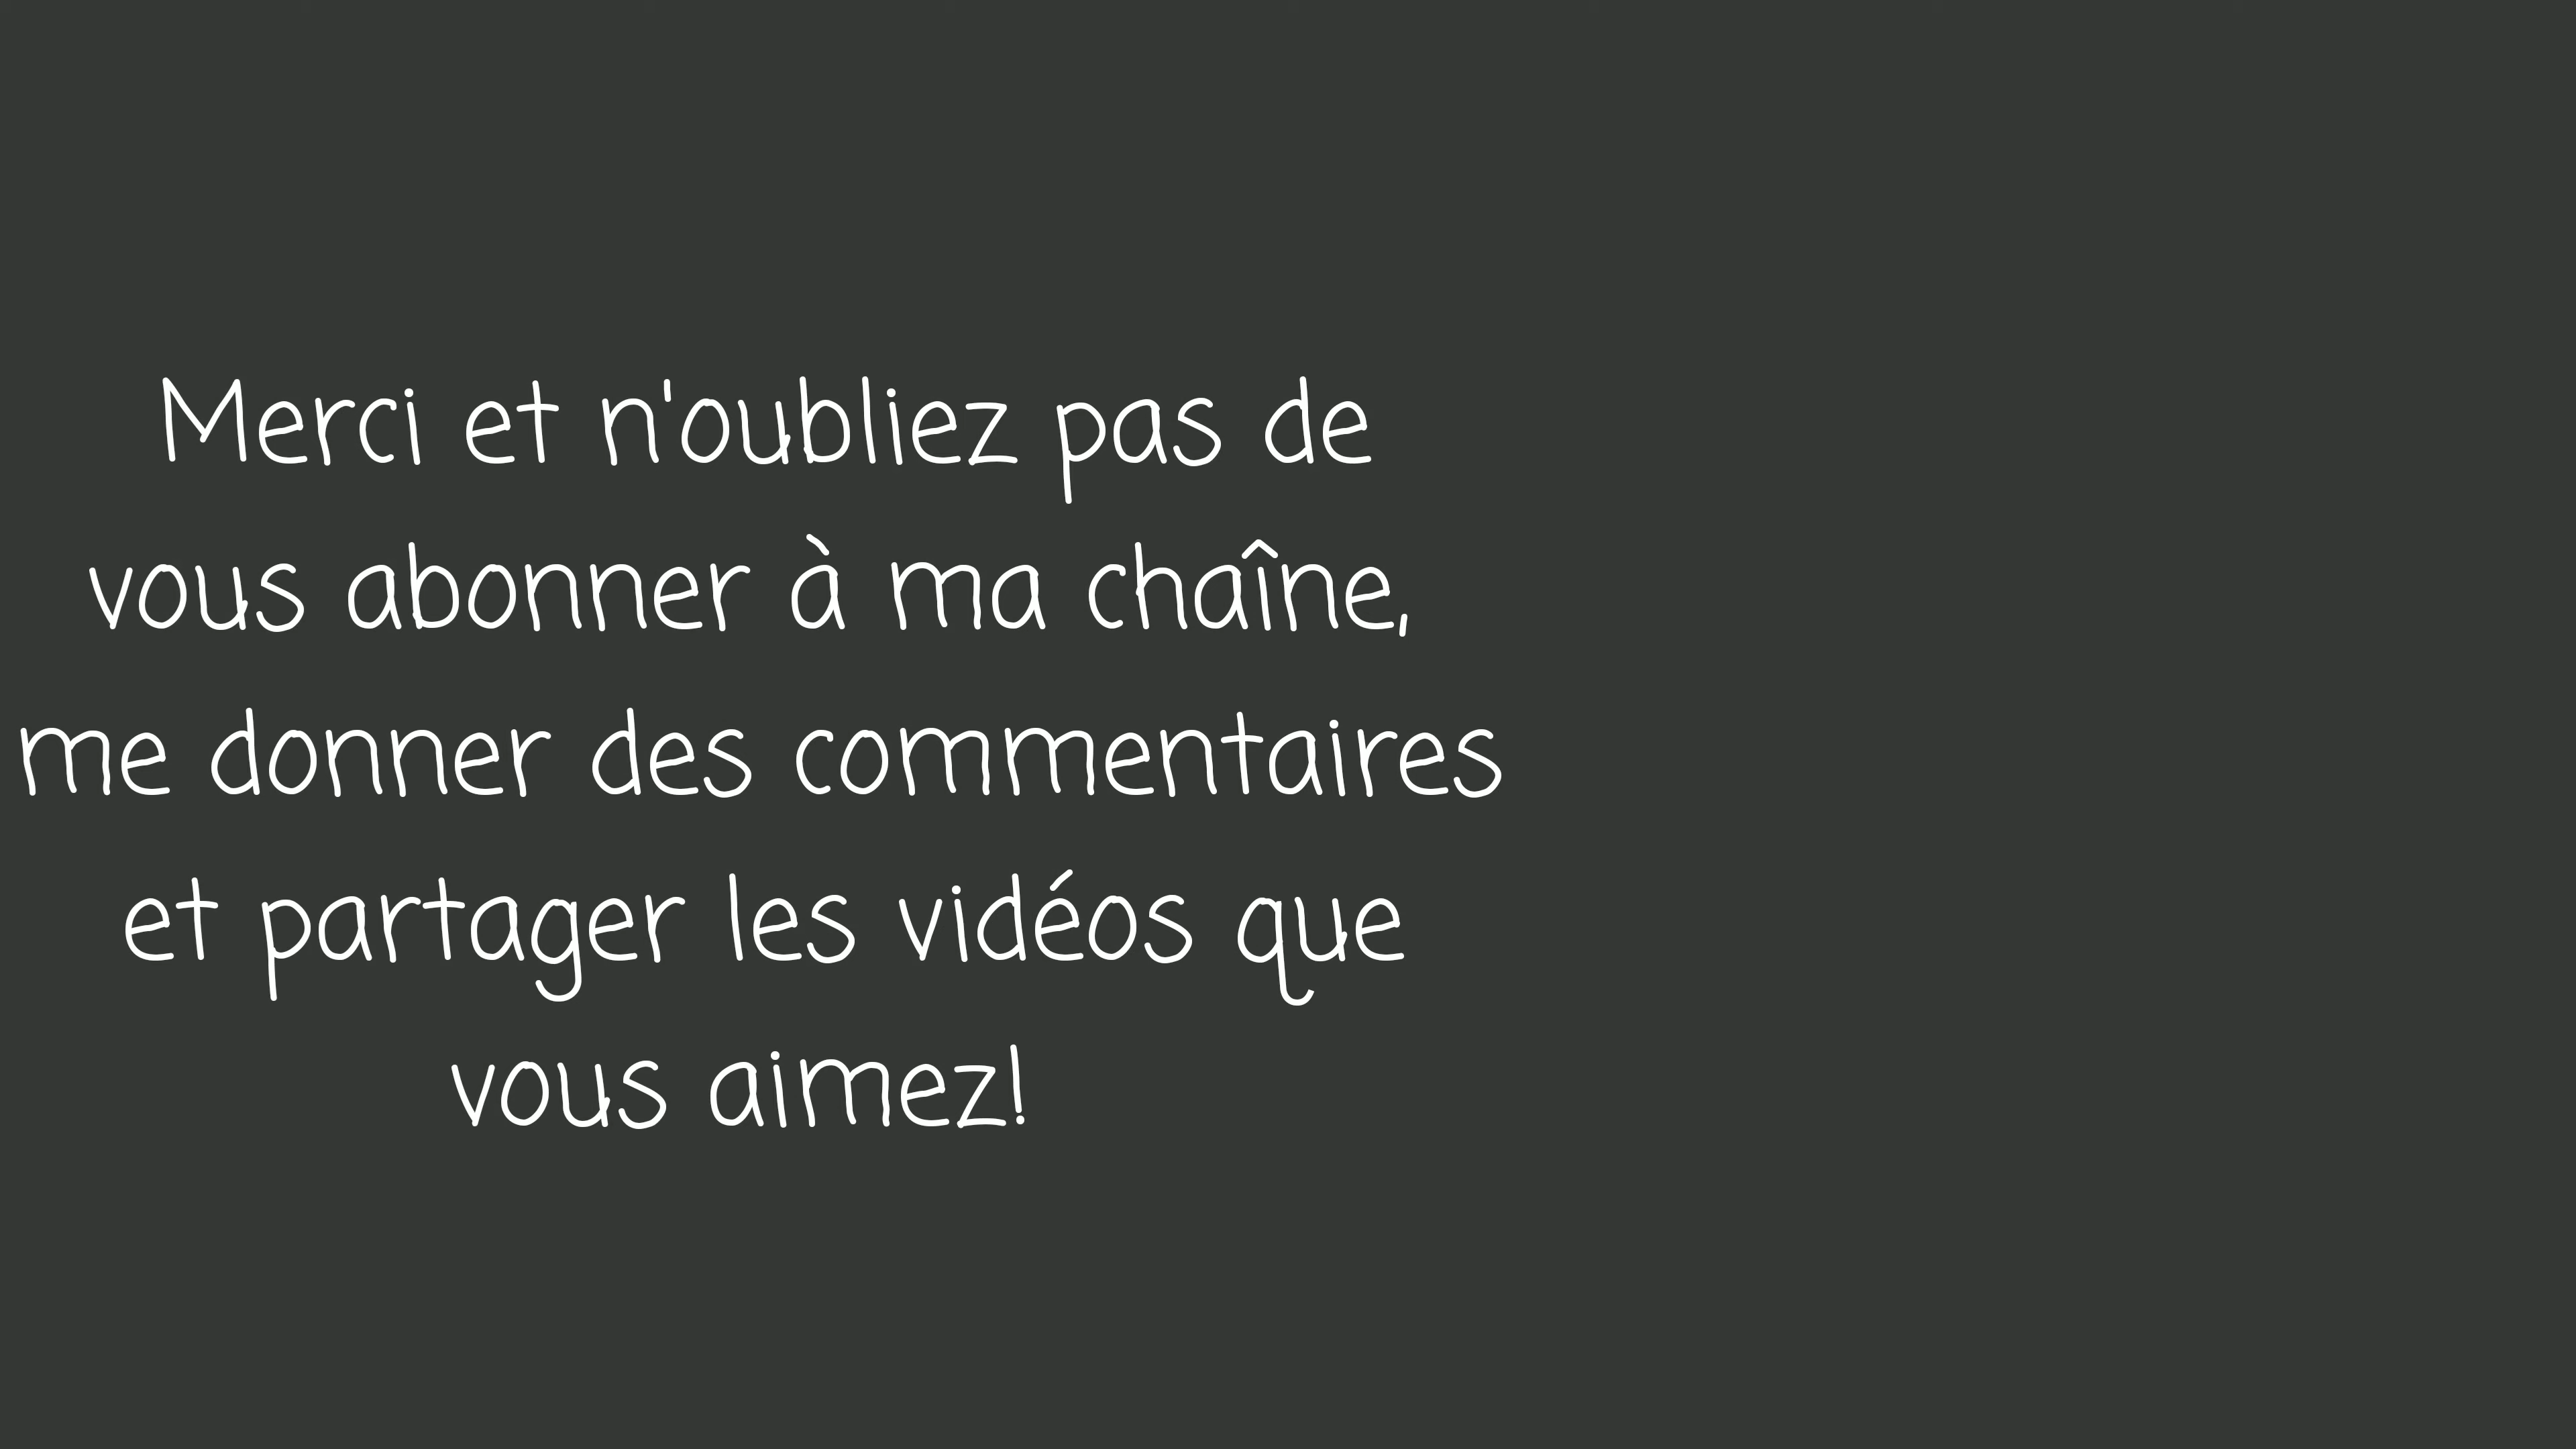 Merci et n'oubliez pas de
vous abonner à ma chaîne,
me donner des commentaires
et partager les vidéos que
vous aimez!